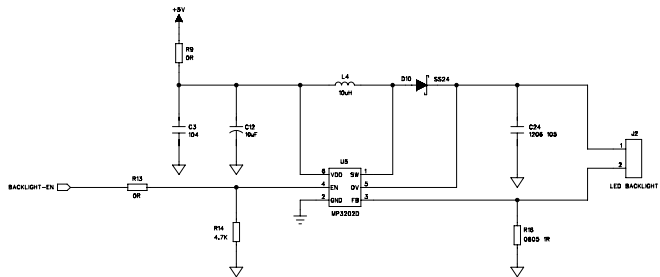 +5V
R9
0R
L4
10uH
D10
SS24
C3
104
C12
10uF
C24
1206 105
J2
1
2
LED BACKLIGHT
U5
6
VDD
SW
1
4
EN
OV
5
2
GND
FB
3
MP3202D
BACKLIGHT-EN
R13
0R
R14
4.7K
R15
0805 1R